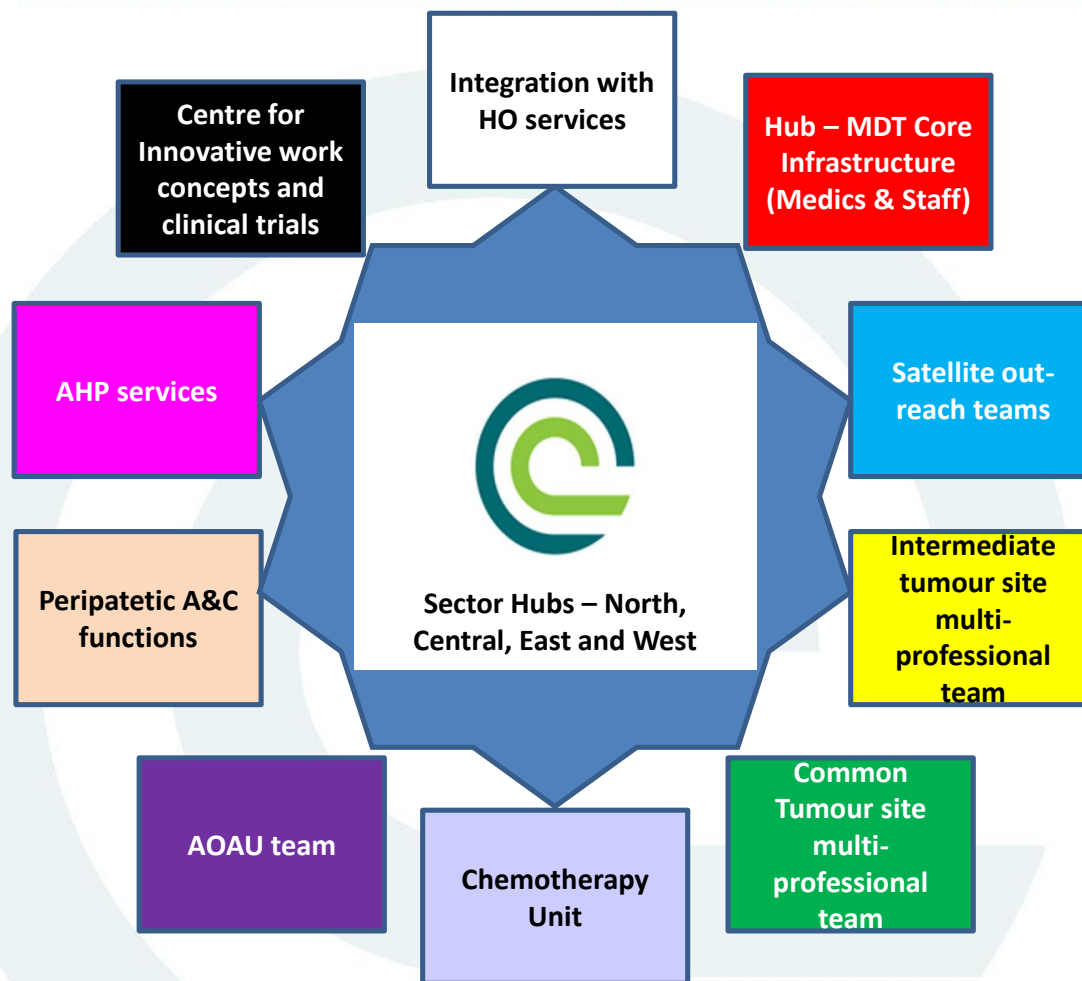 Integration with
HO services
Hub – MDT Core
Infrastructure
(Medics & Staff)
Satellite out-
reach teams
Intermediate
tumour site
multi-
professional
team
Common
Tumour site
multi-
professional
team
Chemotherapy
Unit
AOAU team
Peripatetic A&C
functions
AHP services
Centre for
Innovative work
concepts and
clinical trials
Sector Hubs – North,
Central, East and West